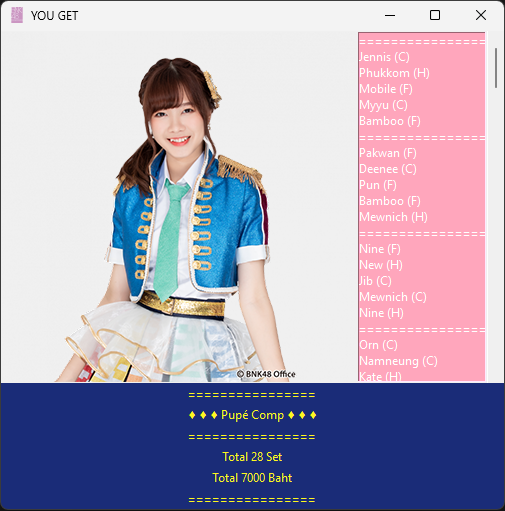 YOU GET
================
Jennis (C)
Phukkom (H)
Mobile (F)
Myyu (C)
Bamboo (F)
================
Pakwan (F)
Deenee (C)
Pun (F)
Bamboo (F)
Mewnich (H)
================
Nine (F)
New (H)
Jib (C)
Mewnich (C)
Nine (H)
================
Orn (C)
Namneung (C)
Kate (H)
© BNK48 Office
================
♦ ♦ ♦ Pupé Comp ♦ ♦ ♦
================
Total 28 Set
Total 7000 Baht
================